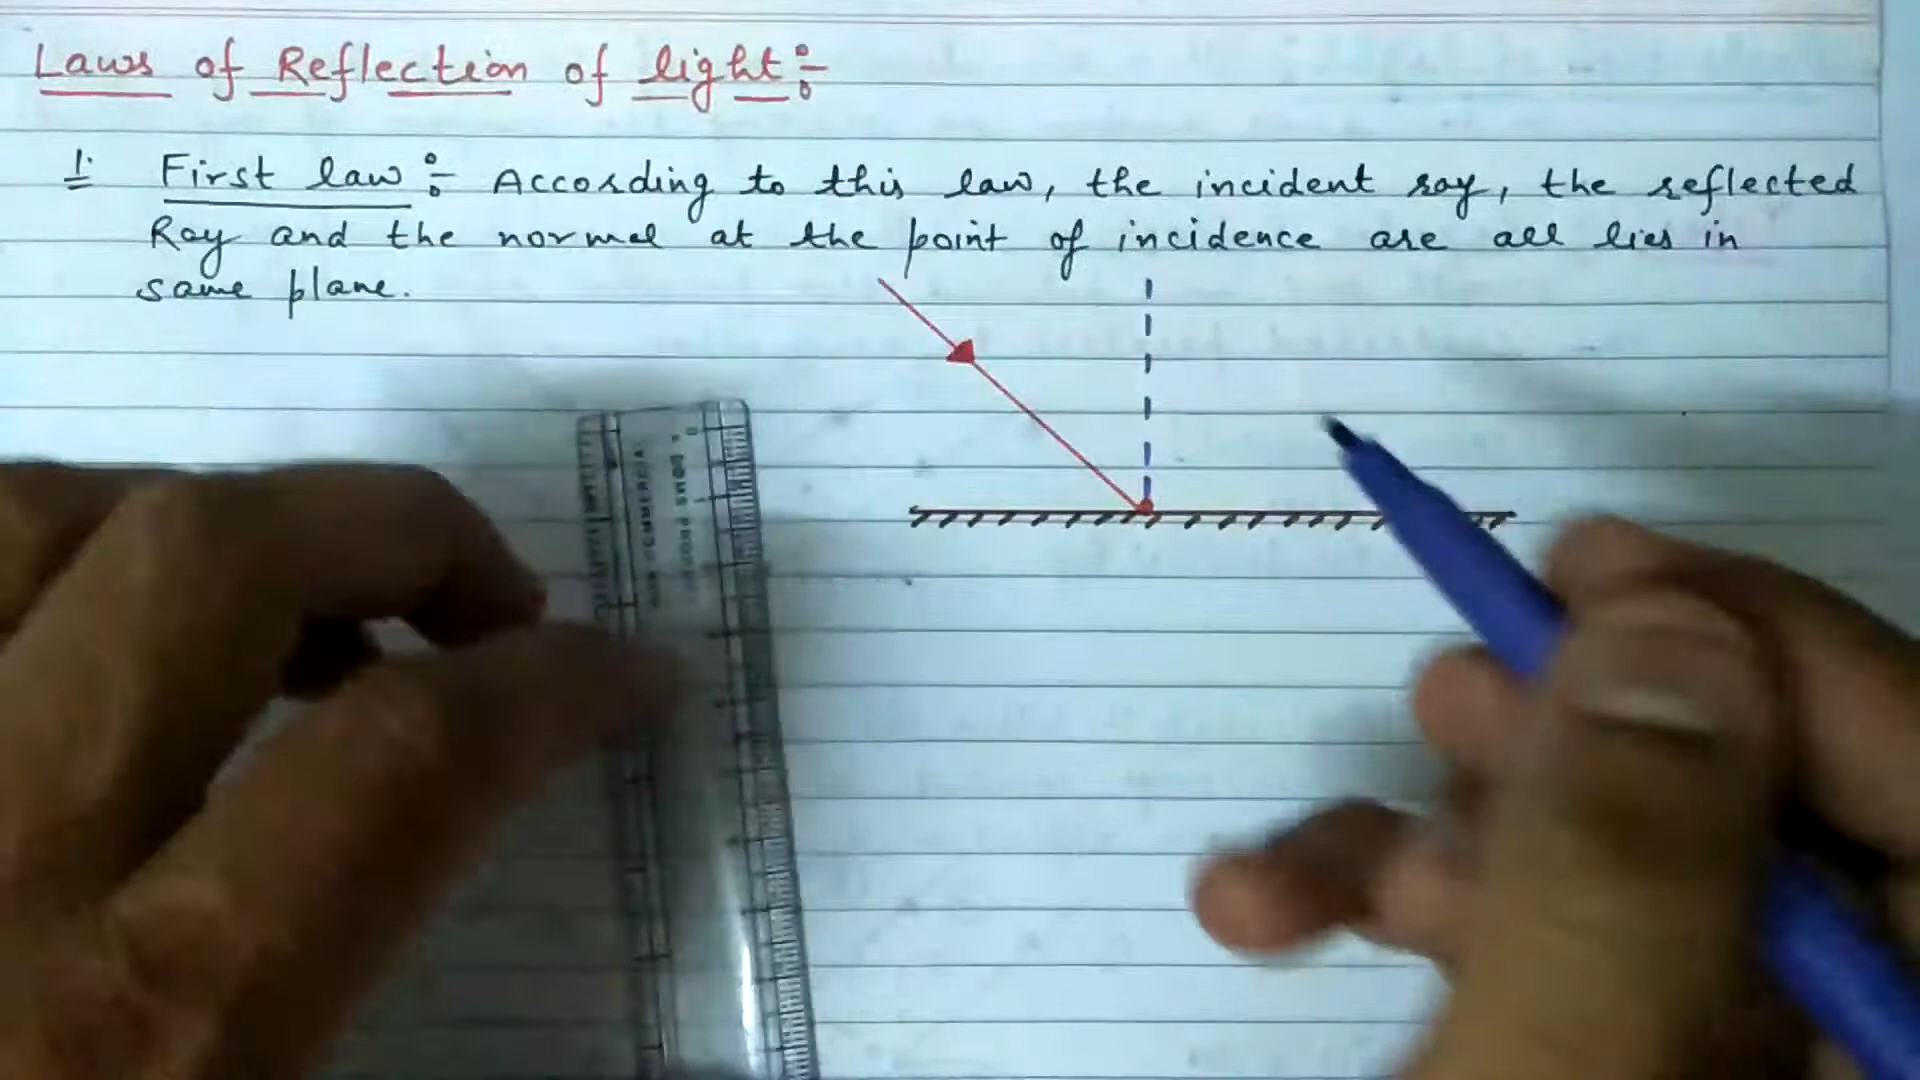 Laws of Reflection of light :-
1. First law :- According to this law, the incident ray, the reflected
Ray and the normal at the point of incidence are all lies in
same plane.